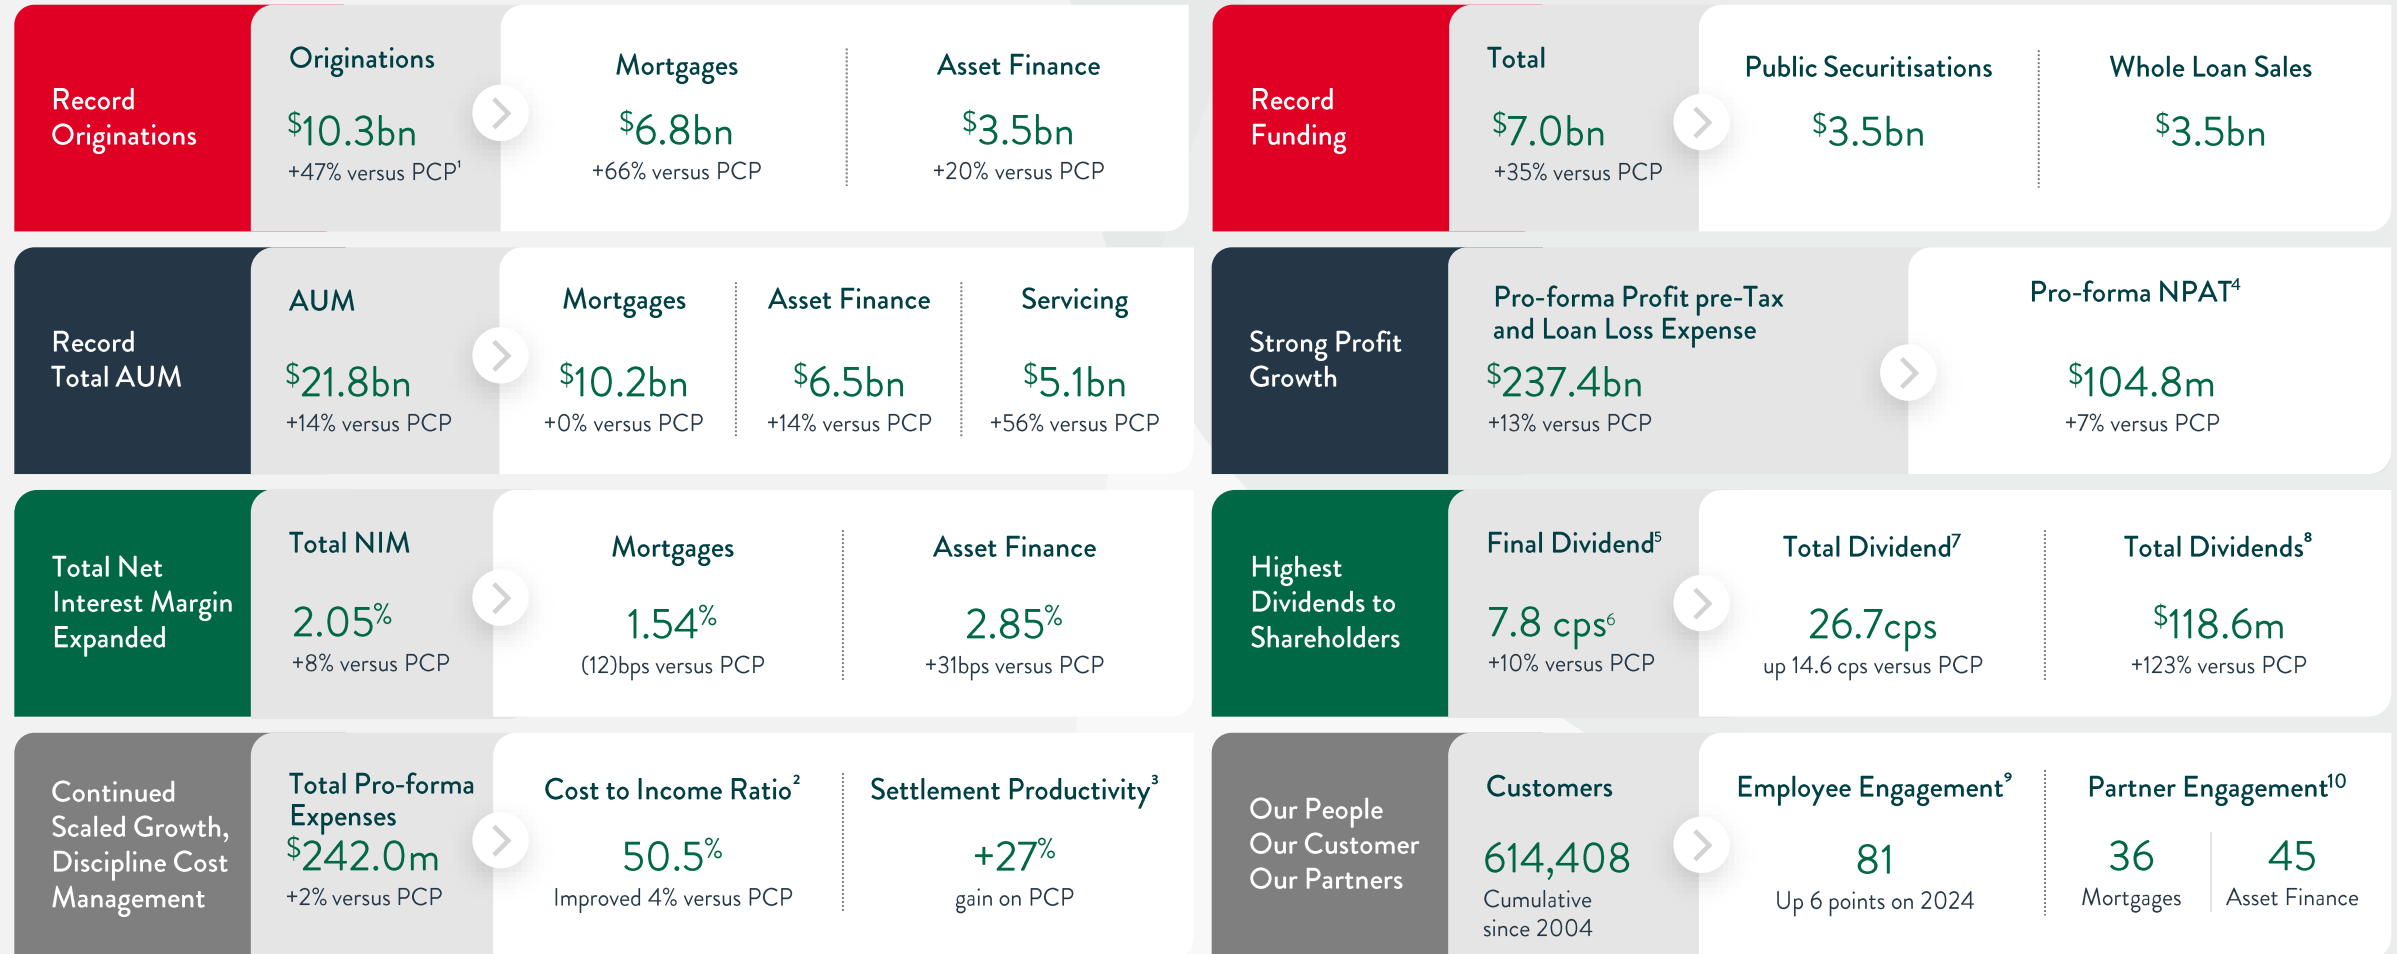 Record
Originations
Originations
$10.3bn
+47% versus PCP¹
Mortgages
$6.8bn
+66% versus PCP
Asset Finance
$3.5bn
+20% versus PCP
Record
Funding
Total
$7.0bn
+35% versus PCP
Public Securitisations
$3.5bn
Whole Loan Sales
$3.5bn
Record
Total AUM
AUM
$21.8bn
+14% versus PCP
Mortgages
$10.2bn
+0% versus PCP
Asset Finance
$6.5bn
+14% versus PCP
Servicing
$5.1bn
+56% versus PCP
Strong Profit
Growth
Pro-forma Profit pre-Tax
and Loan Loss Expense
$237.4bn
+13% versus PCP
Pro-forma NPAT⁴
$104.8m
+7% versus PCP
Total Net
Interest Margin
Expanded
Total NIM
2.05%
+8% versus PCP
Mortgages
1.54%
(12)bps versus PCP
Asset Finance
2.85%
+31bps versus PCP
Highest
Dividends to
Shareholders
Final Dividend⁵
7.8 cps⁶
+10% versus PCP
Total Dividend⁷
26.7cps
up 14.6 cps versus PCP
Total Dividends⁸
$118.6m
+123% versus PCP
Continued
Scaled Growth,
Discipline Cost
Management
Total Pro-forma
Expenses
$242.0m
+2% versus PCP
Cost to Income Ratio²
50.5%
Improved 4% versus PCP
Settlement Productivity³
+27%
gain on PCP
Our People
Our Customer
Our Partners
Customers
614,408
Cumulative
since 2004
Employee Engagement⁹
81
Up 6 points on 2024
Partner Engagement¹⁰
36
Mortgages
45
Asset Finance